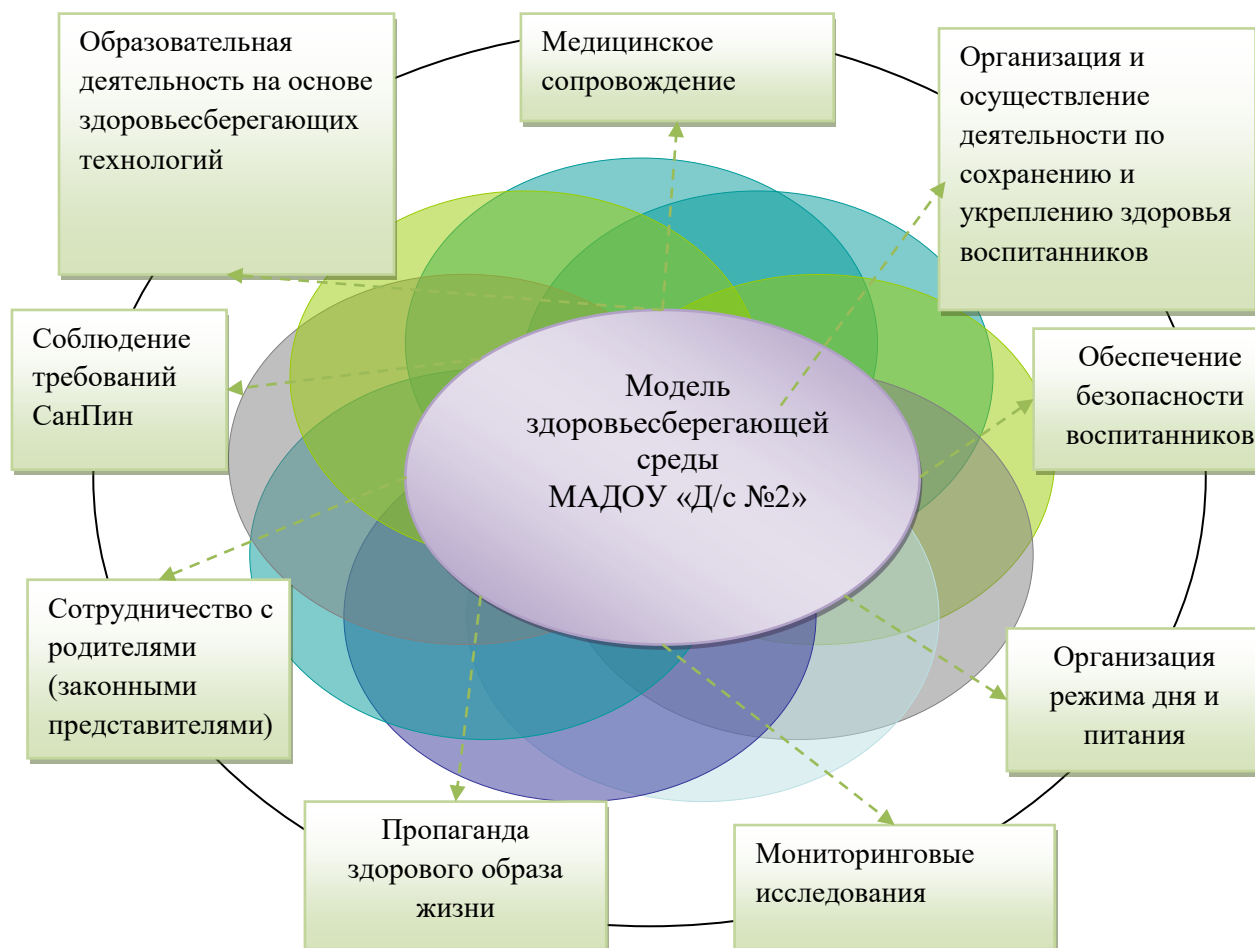 Образовательная
деятельность на основе
здоровьесберегающих
технологий
Медицинское
сопровождение
Организация и
осуществление
деятельности по
сохранению и
укреплению здоровья
воспитанников
Соблюдение
требований
СанПин
Модель
здоровьесберегающей
среды
МАДОУ «Д/с №2»
Обеспечение
безопасности
воспитанников
Сотрудничество с
родителями
(законными
представителями)
Организация
режима дня и
питания
Пропаганда
здорового образа
жизни
Мониторинговые
исследования